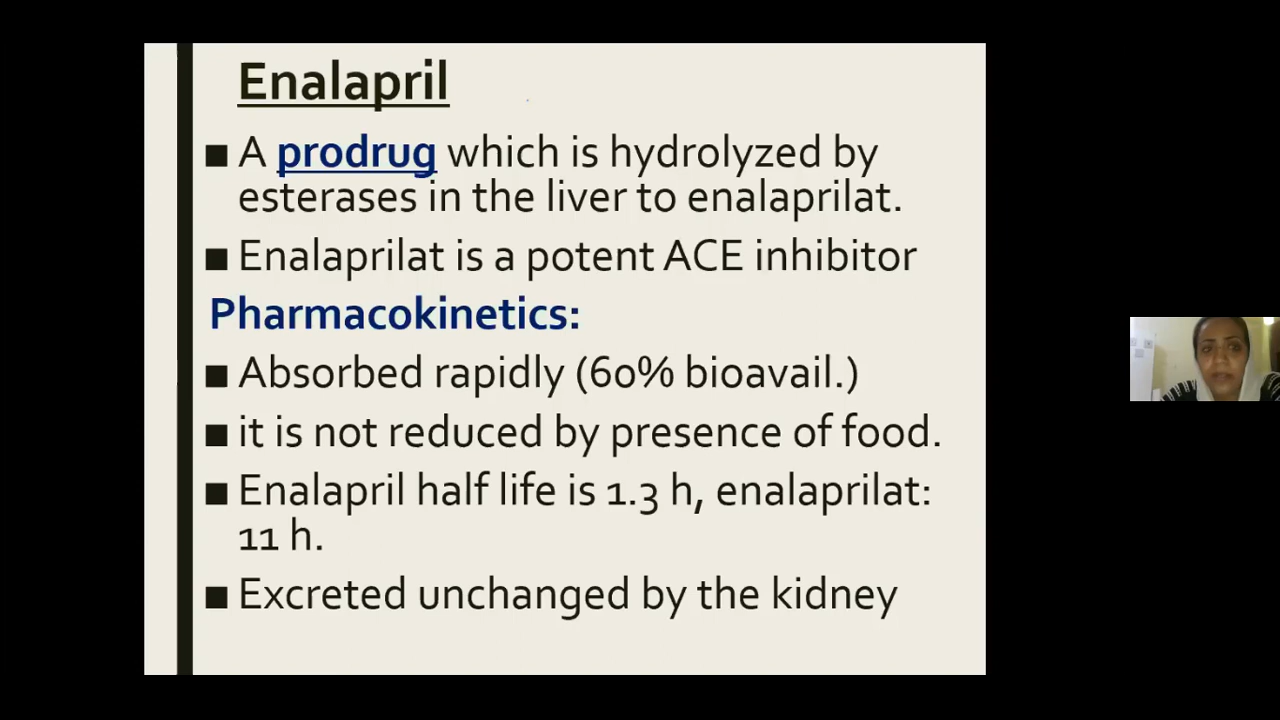 Enalapril
■ A prodrug which is hydrolyzed by
esterases in the liver to enalaprilat.
■ Enalaprilat is a potent ACE inhibitor
Pharmacokinetics:
■ Absorbed rapidly (60% bioavail.)
■ it is not reduced by presence of food.
■ Enalapril half life is 1.3 h, enalaprilat:
11 h.
■ Excreted unchanged by the kidney